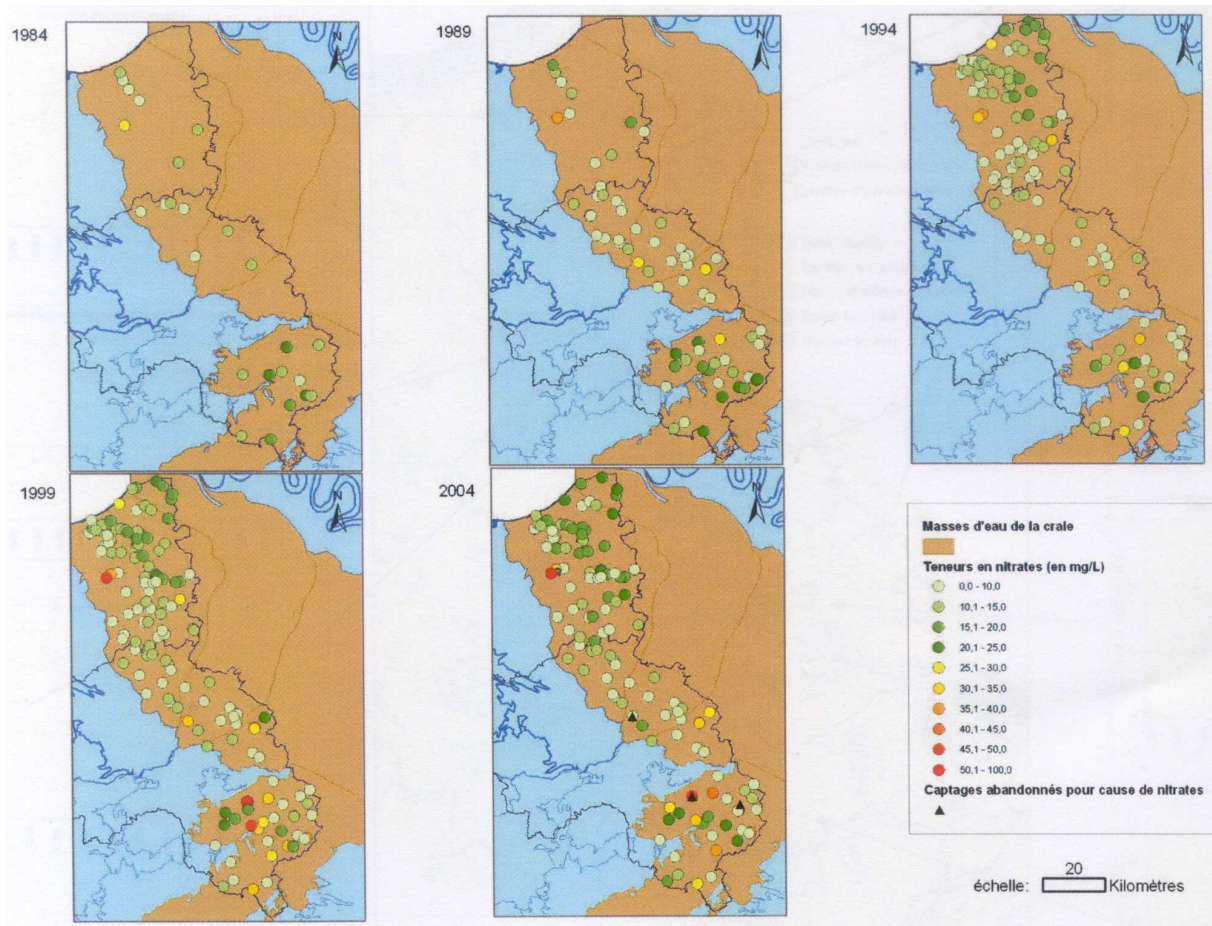 1984
N
1989
N
1994
N
1999
N
2004
N
Masses d'eau de la craie
Teneurs en nitrates (en mg/L)
0,0 - 10,0
10,1 - 15,0
15,1 - 20,0
20,1 - 25,0
25,1 - 30,0
30,1 - 35,0
35,1 - 40,0
40,1 - 45,0
45,1 - 50,0
50,1 - 100,0
Captages abandonnés pour cause de nitrates
20
échelle: Kilomètres